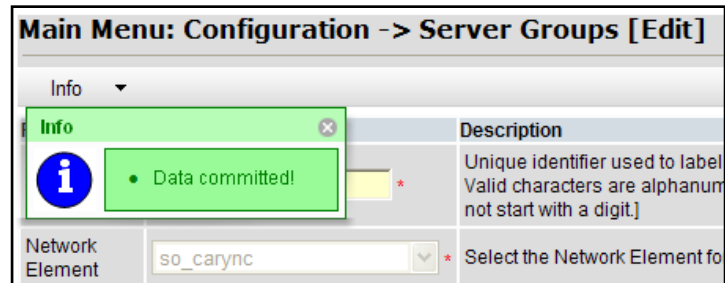 Main Menu: Configuration -> Server Groups [Edit]
Info
Info
Data committed!
Description
*
Unique identifier used to label
Valid characters are alphanum
not start with a digit.]
Network
Element
so_carync
*
Select the Network Element fo